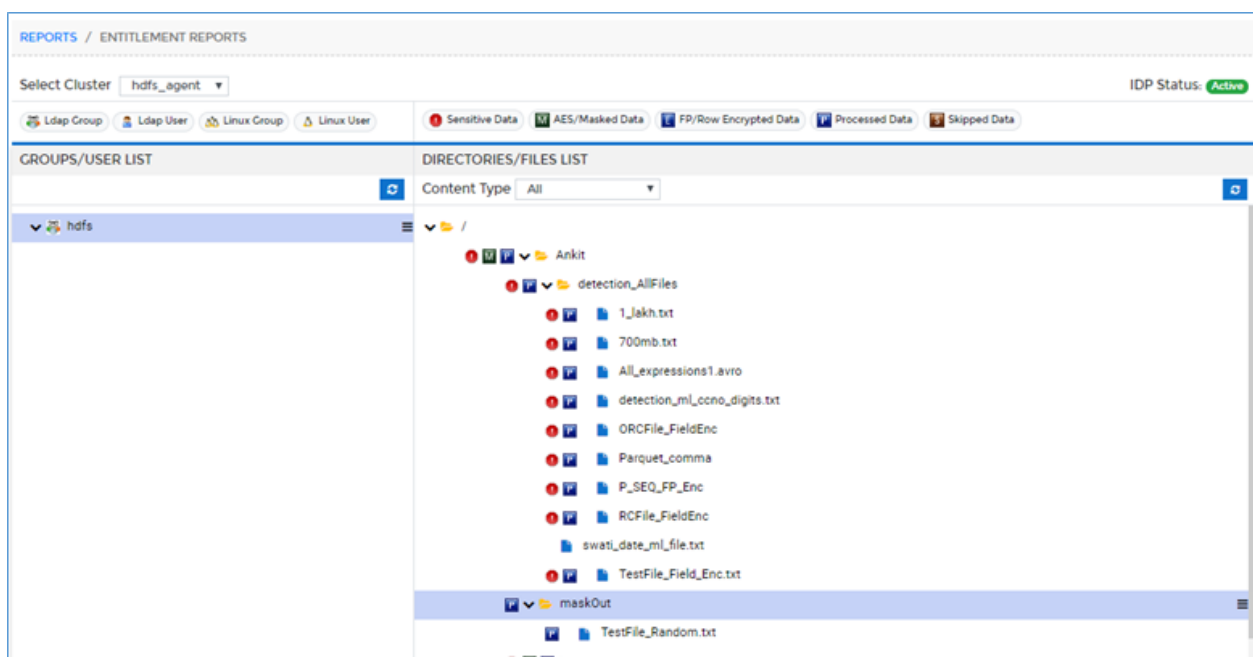 REPORTS / ENTITLEMENT REPORTS
Select Cluster hdfs_agent IDP Status: Active
Ldap Group Ldap User Linux Group Linux User Sensitive Data M AES/Masked Data FP/Row Encrypted Data P Processed Data Skipped Data
GROUPS/USER LIST DIRECTORIES/FILES LIST
Content Type All
hdfs /
M P Ankit
P detection_AllFiles
P 1_lakh.txt
P 700mb.txt
P All_expressions1.avro
P detection_ml_ccno_digits.txt
P ORCFile_FieldEnc
P Parquet_comma
P P_SEQ_FP_Enc
P RCFile_FieldEnc
swati_date_ml_file.txt
P TestFile_Field_Enc.txt
P maskOut
P TestFile_Random.txt